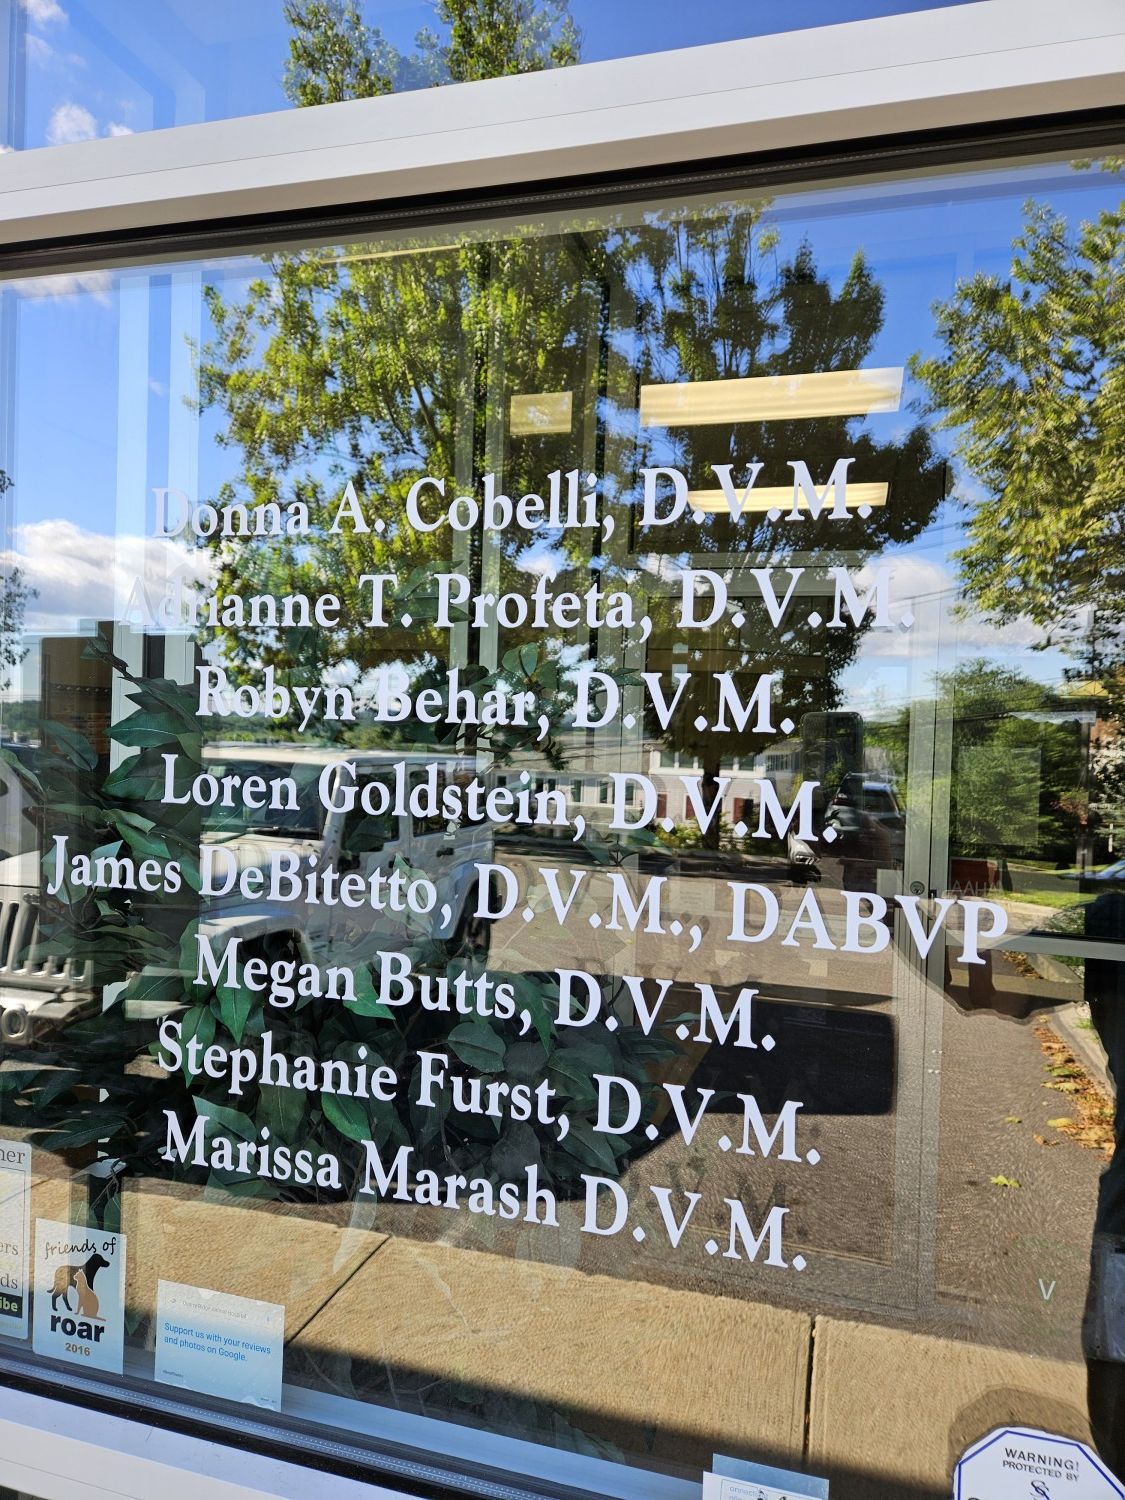 Donna A. Cobelli, D.V.M.
Adrianne T. Profeta, D.V.M.
Robyn Behar, D.V.M.
Loren Goldstein, D.V.M.
James DeBitetto, D.V.M., DABVP
Megan Butts, D.V.M.
Stephanie Furst, D.V.M.
Marissa Marash D.V.M.
friends of
roar
2016
Support us with your reviews
and photos on Google.
WARNING!
PROTECTED BY